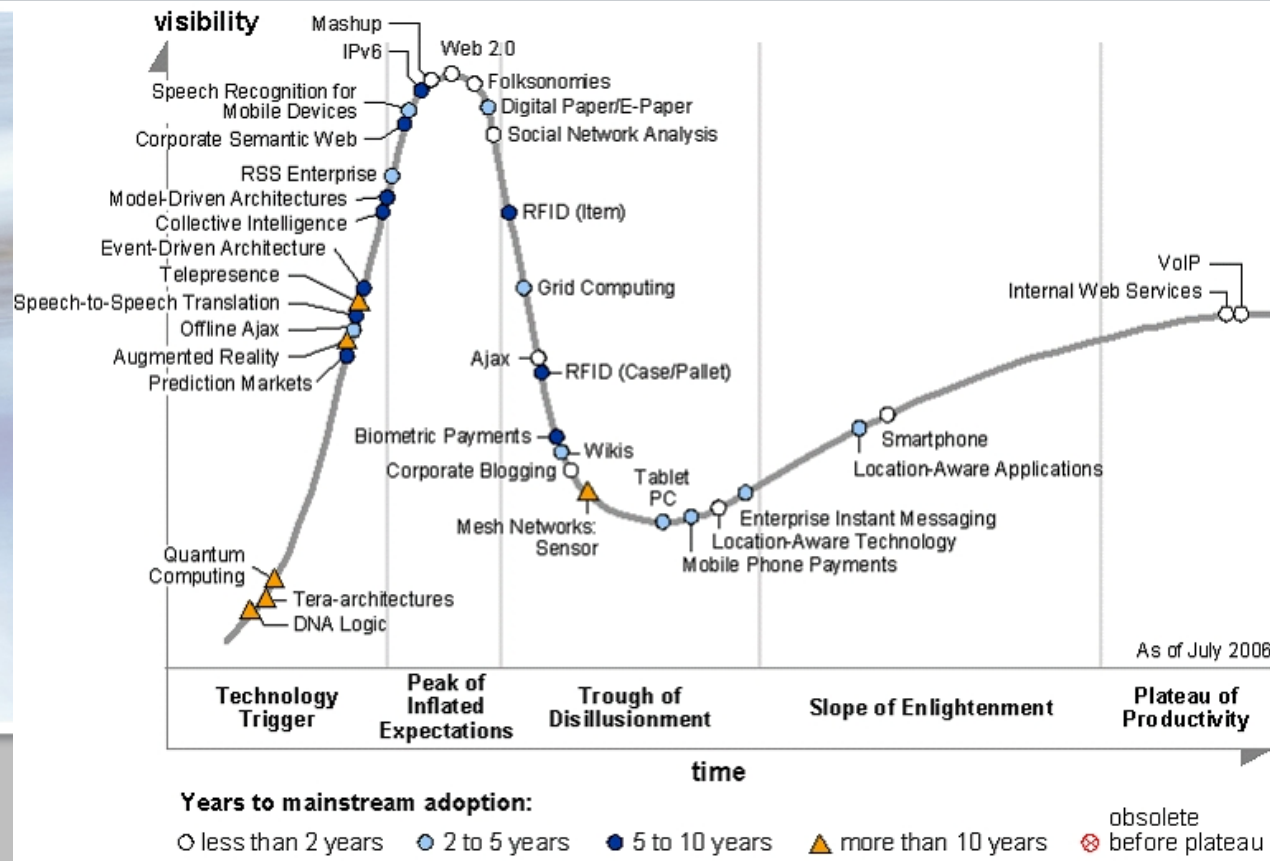 visibility
Mashup
IPv6
Web 2.0
Speech Recognition for
Mobile Devices
Folksonomies
Digital Paper/E-Paper
Corporate Semantic Web
Social Network Analysis
RSS Enterprise
Model-Driven Architectures
Collective Intelligence
RFID (Item)
Event-Driven Architecture
Telepresence
Speech-to-Speech Translation
Offline Ajax
Augmented Reality
Prediction Markets
Grid Computing
VoIP
Internal Web Services
Ajax
RFID (Case/Pallet)
Biometric Payments
Wikis
Corporate Blogging
Tablet
PC
Smartphone
Location-Aware Applications
Mesh Networks:
Sensor
Enterprise Instant Messaging
Location-Aware Technology
Mobile Phone Payments
Quantum
Computing
Tera-architectures
DNA Logic
As of July 2006
Technology
Trigger
Peak of
Inflated
Expectations
Trough of
Disillusionment
Slope of Enlightenment
Plateau of
Productivity
time
Years to mainstream adoption:
less than 2 years
2 to 5 years
5 to 10 years
more than 10 years
obsolete
before plateau